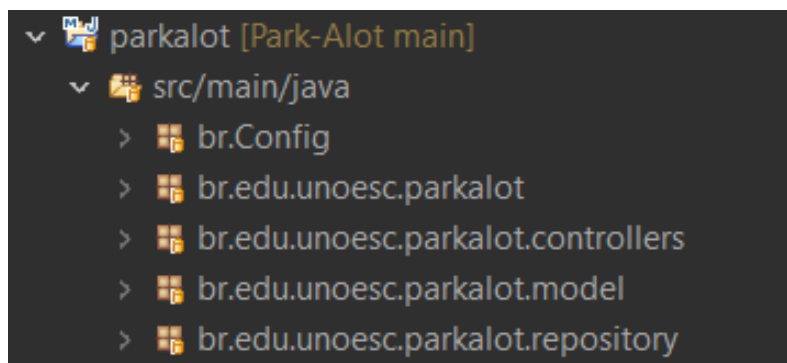 parkalot [Park-Alot main]
src/main/java
br.Config
br.edu.unoesc.parkalot
br.edu.unoesc.parkalot.controllers
br.edu.unoesc.parkalot.model
br.edu.unoesc.parkalot.repository